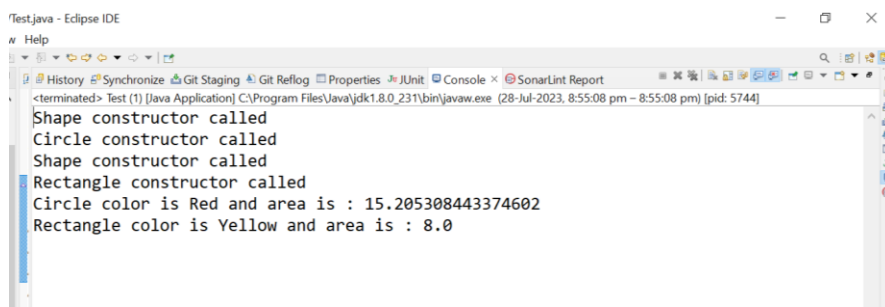 /Test.java - Eclipse IDE
w Help
History Synchronize Git Staging Git Reflog Properties JUnit Console × SonarLint Report
<terminated> Test (1) [Java Application] C:\Program Files\Java\jdk1.8.0_231\bin\javaw.exe (28-Jul-2023, 8:55:08 pm – 8:55:08 pm) [pid: 5744]
Shape constructor called
Circle constructor called
Shape constructor called
Rectangle constructor called
Circle color is Red and area is : 15.205308443374602
Rectangle color is Yellow and area is : 8.0